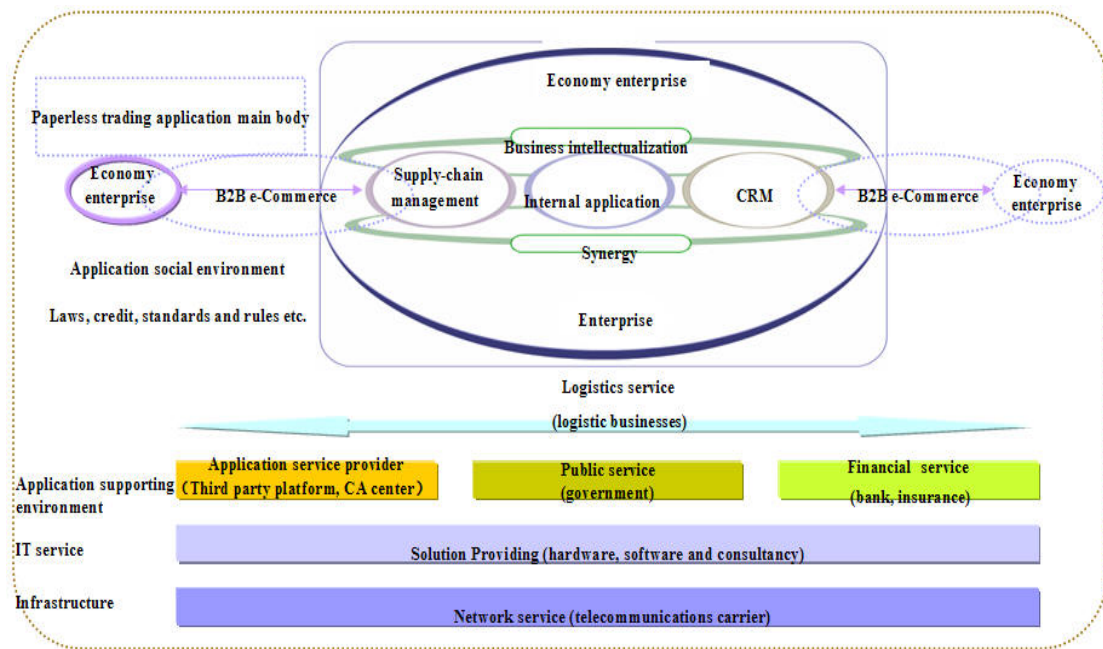 Economy enterprise
Paperless trading application main body
Business intellectualization
Economy
enterprise
B2B e-Commerce
Supply-chain
management
Internal application
CRM
B2B e-Commerce
Economy
enterprise
Synergy
Application social environment
Laws, credit, standards and rules etc.
Enterprise
Logistics service
(logistic businesses)
Application supporting
environment
Application service provider
(Third party platform, CA center)
Public service
(government)
Financial service
(bank, insurance)
IT service
Solution Providing (hardware, software and consultancy)
Infrastructure
Network service (telecommunications carrier)